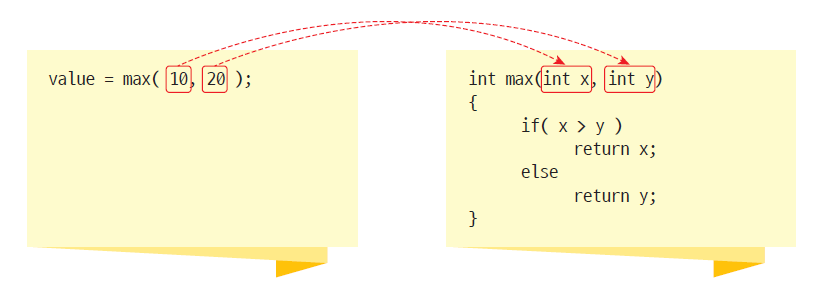 value = max( 10, 20 );
int max(int x, int y)
{
if( x > y )
return x;
else
return y;
}